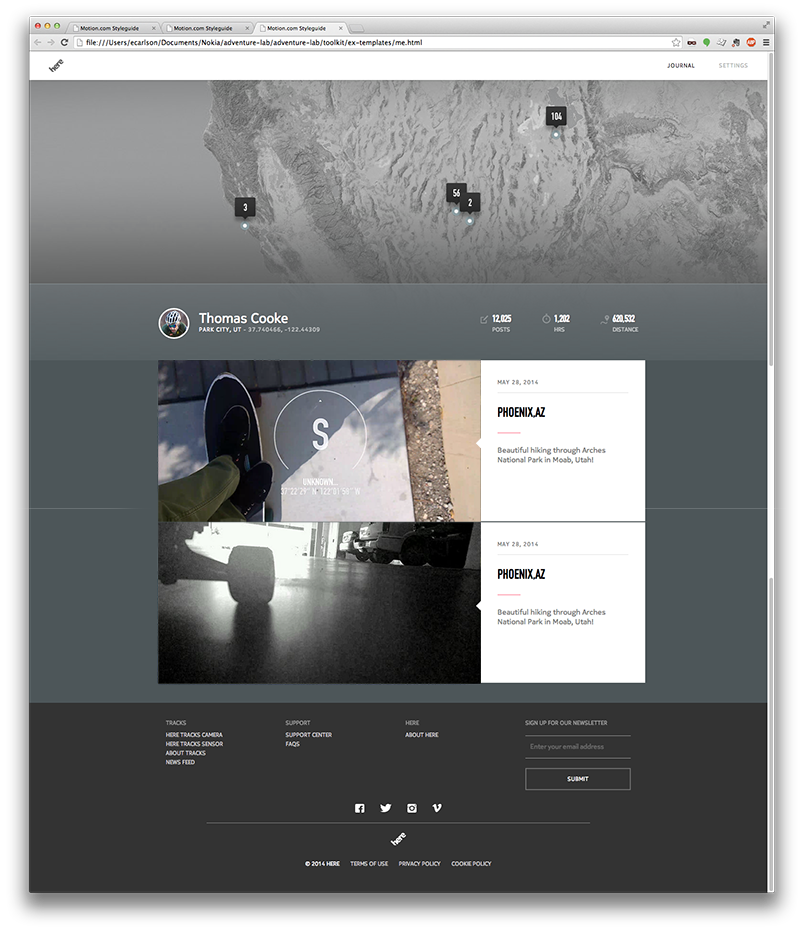 Motion.com Styleguide
Motion.com Styleguide
Motion.com Styleguide
file:///Users/ecarlson/Documents/Nokia/adventure-lab/adventure-lab/toolkit/ex-templates/me.html
ABP
here
JOURNAL
SETTINGS
104
56
2
3
Thomas Cooke
PARK CITY, UT - 37.740466, -122.44309
12,025
POSTS
1,202
HRS
620,532
DISTANCE
S
UNKNOWN...
37°22'29" N 122°01'58" W
MAY 28, 2014
PHOENIX,AZ
Beautiful hiking through Arches
National Park in Moab, Utah!
MAY 28, 2014
PHOENIX,AZ
Beautiful hiking through Arches
National Park in Moab, Utah!
TRACKS
HERE TRACKS CAMERA
HERE TRACKS SENSOR
ABOUT TRACKS
NEWS FEED
SUPPORT
SUPPORT CENTER
FAQS
HERE
ABOUT HERE
SIGN UP FOR OUR NEWSLETTER
Enter your email address
SUBMIT
here
© 2014 HERE
TERMS OF USE
PRIVACY POLICY
COOKIE POLICY